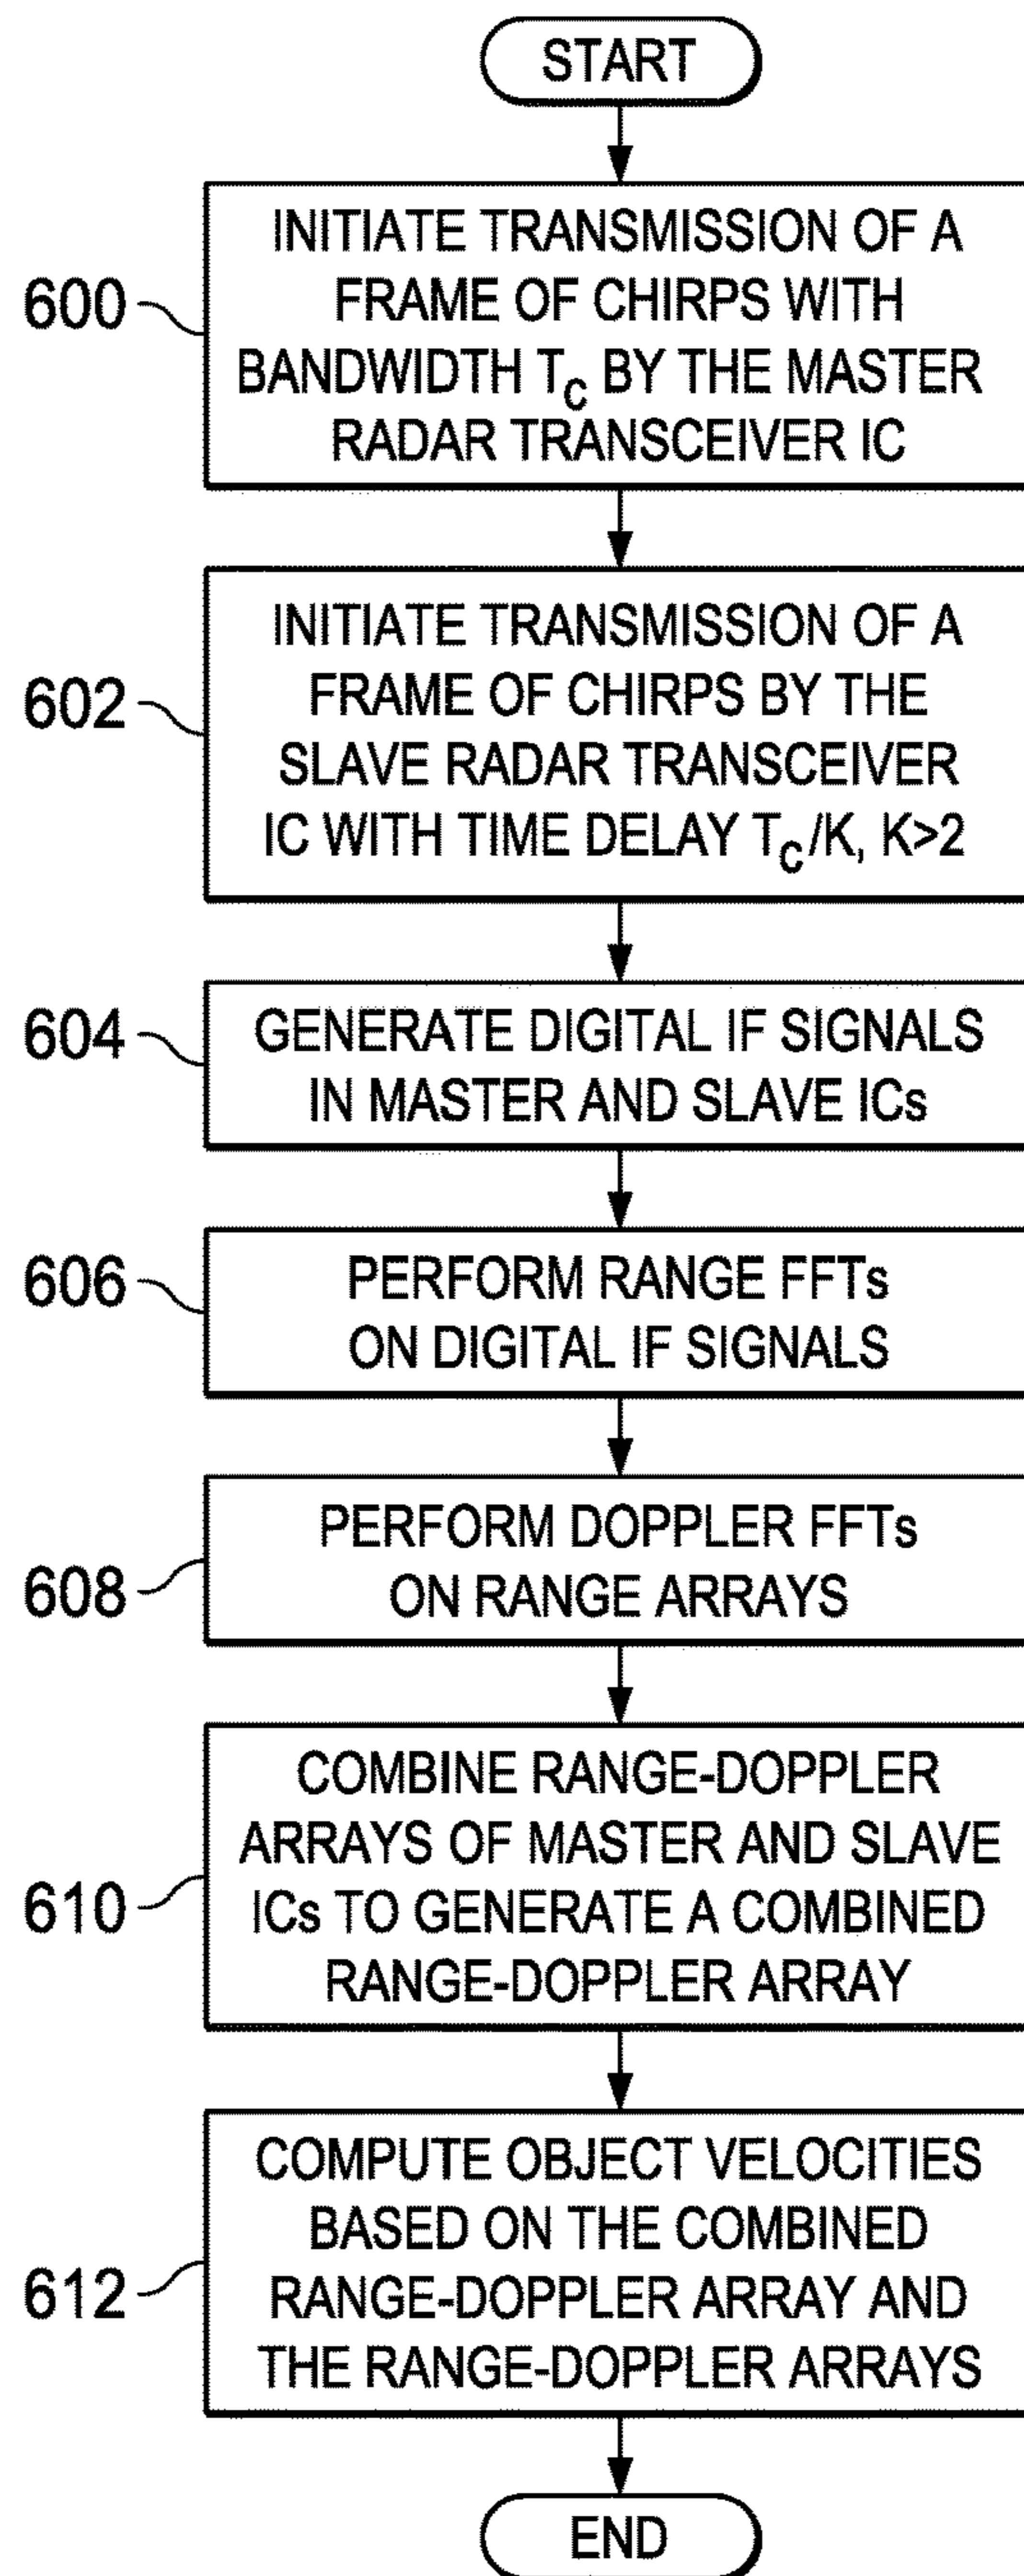 START
600
INITIATE TRANSMISSION OF A
FRAME OF CHIRPS WITH
BANDWIDTH Tc BY THE MASTER
RADAR TRANSCEIVER IC
602
INITIATE TRANSMISSION OF A
FRAME OF CHIRPS BY THE
SLAVE RADAR TRANSCEIVER
IC WITH TIME DELAY Tc/K, K>2
604
GENERATE DIGITAL IF SIGNALS
IN MASTER AND SLAVE ICs
606
PERFORM RANGE FFTs
ON DIGITAL IF SIGNALS
608
PERFORM DOPPLER FFTs
ON RANGE ARRAYS
610
COMBINE RANGE-DOPPLER
ARRAYS OF MASTER AND SLAVE
ICs TO GENERATE A COMBINED
RANGE-DOPPLER ARRAY
612
COMPUTE OBJECT VELOCITIES
BASED ON THE COMBINED
RANGE-DOPPLER ARRAY AND
THE RANGE-DOPPLER ARRAYS
END